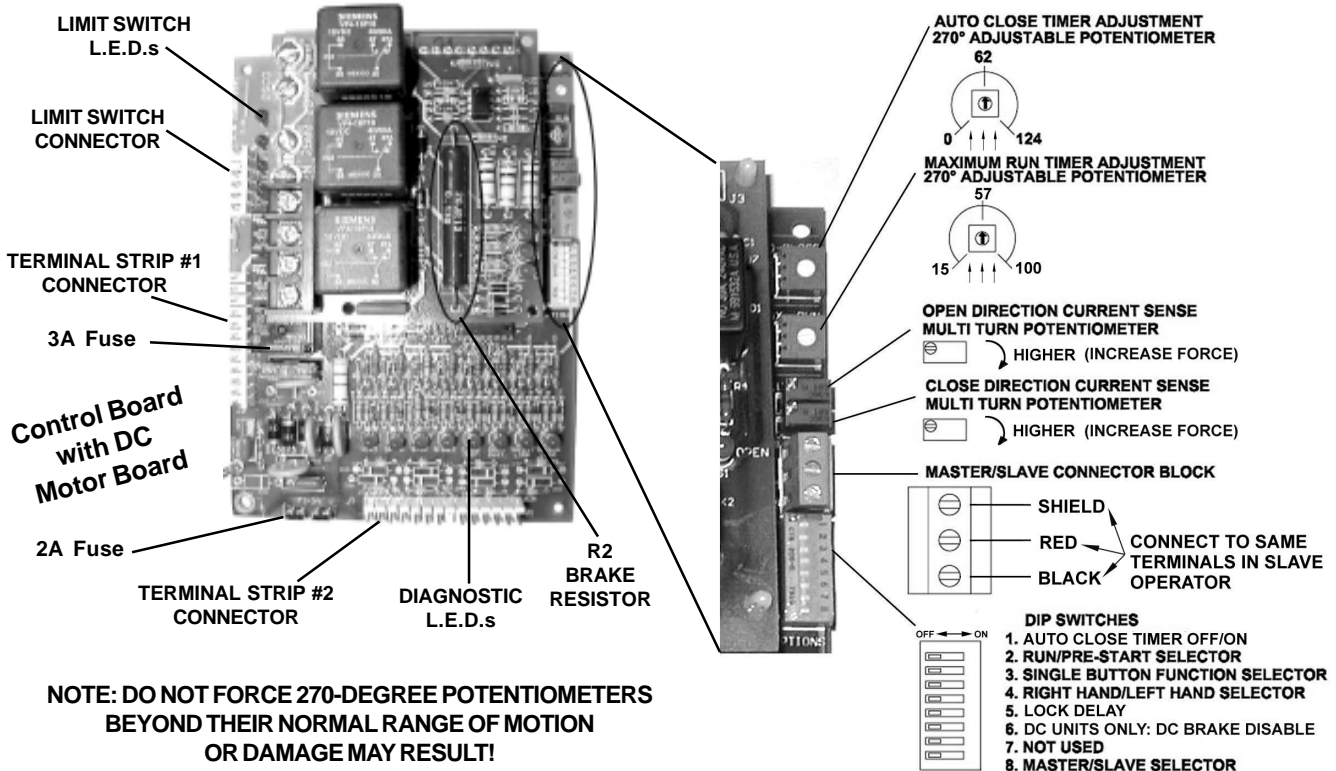 LIMIT SWITCH
L.E.D.s
LIMIT SWITCH
CONNECTOR
TERMINAL STRIP #1
CONNECTOR
3A Fuse
Control Board
with DC
Motor Board
2A Fuse
TERMINAL STRIP #2
CONNECTOR
DIAGNOSTIC
L.E.D.s
R2
BRAKE
RESISTOR
SIEMENS
SIEMENS
SIEMENS
NOTE: DO NOT FORCE 270-DEGREE POTENTIOMETERS
BEYOND THEIR NORMAL RANGE OF MOTION
OR DAMAGE MAY RESULT!
J3
OPEN
AUTO CLOSE TIMER ADJUSTMENT
270° ADJUSTABLE POTENTIOMETER
62
0 124
MAXIMUM RUN TIMER ADJUSTMENT
270° ADJUSTABLE POTENTIOMETER
57
15 100
OPEN DIRECTION CURRENT SENSE
MULTI TURN POTENTIOMETER
HIGHER (INCREASE FORCE)
CLOSE DIRECTION CURRENT SENSE
MULTI TURN POTENTIOMETER
HIGHER (INCREASE FORCE)
MASTER/SLAVE CONNECTOR BLOCK
SHIELD
RED
BLACK
CONNECT TO SAME
TERMINALS IN SLAVE
OPERATOR
DIP SWITCHES
OFF ON
1. AUTO CLOSE TIMER OFF/ON
2. RUN/PRE-START SELECTOR
3. SINGLE BUTTON FUNCTION SELECTOR
4. RIGHT HAND/LEFT HAND SELECTOR
5. LOCK DELAY
6. DC UNITS ONLY: DC BRAKE DISABLE
7. NOT USED
8. MASTER/SLAVE SELECTOR